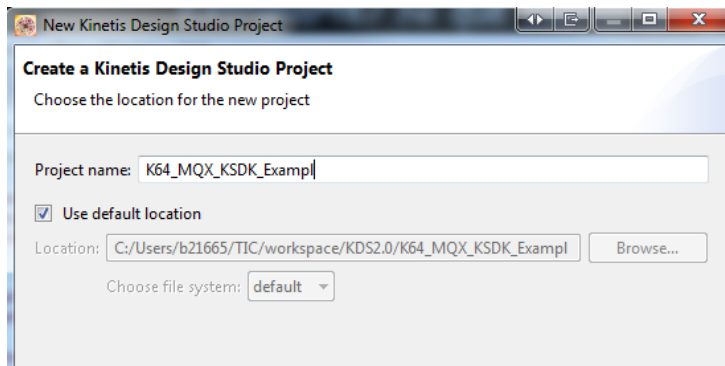 New Kinetis Design Studio Project
Create a Kinetis Design Studio Project
Choose the location for the new project
Project name: K64_MQX_KSDK_Exampl
Use default location
Location: C:/Users/b21665/TIC/workspace/KDS2.0/K64_MQX_KSDK_Exampl Browse...
Choose file system: default